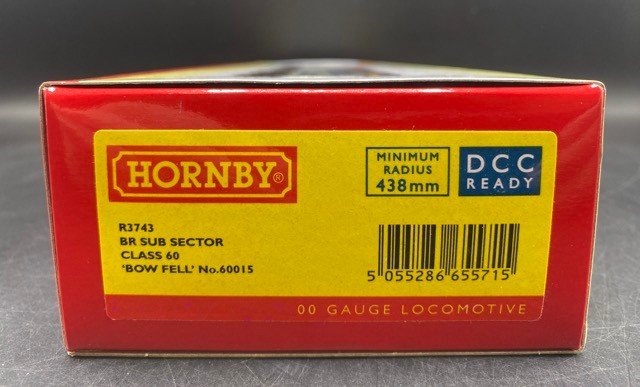 HORNBY®
MINIMUM
RADIUS
438mm
DCC
READY
R3743
BR SUB SECTOR
CLASS 60
'BOW FELL' No.60015
5 055286 655715
00 GAUGE LOCOMOTIVE